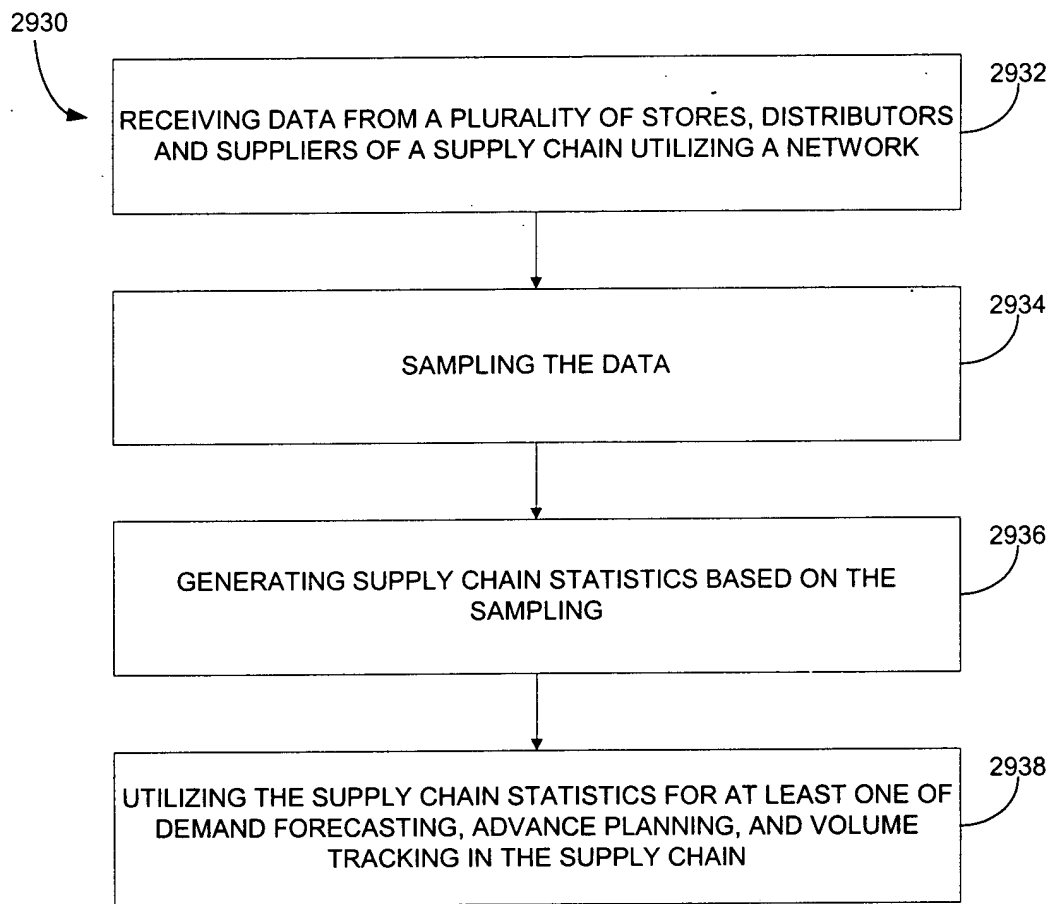 2930
2932
RECEIVING DATA FROM A PLURALITY OF STORES, DISTRIBUTORS
AND SUPPLIERS OF A SUPPLY CHAIN UTILIZING A NETWORK
2934
SAMPLING THE DATA
2936
GENERATING SUPPLY CHAIN STATISTICS BASED ON THE
SAMPLING
2938
UTILIZING THE SUPPLY CHAIN STATISTICS FOR AT LEAST ONE OF
DEMAND FORECASTING, ADVANCE PLANNING, AND VOLUME
TRACKING IN THE SUPPLY CHAIN